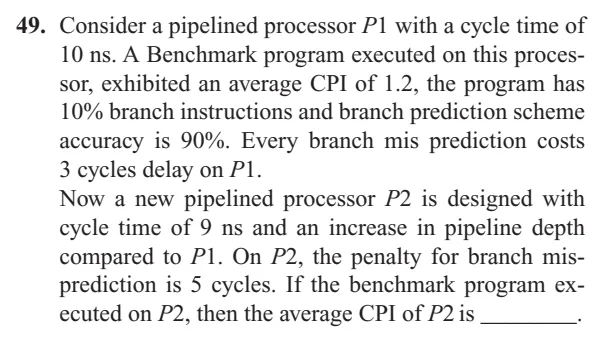 49. Consider a pipelined processor P1 with a cycle time of
10 ns. A Benchmark program executed on this proces-
sor, exhibited an average CPI of 1.2, the program has
10% branch instructions and branch prediction scheme
accuracy is 90%. Every branch mis prediction costs
3 cycles delay on P1.
Now a new pipelined processor P2 is designed with
cycle time of 9 ns and an increase in pipeline depth
compared to P1. On P2, the penalty for branch mis-
prediction is 5 cycles. If the benchmark program ex-
ecuted on P2, then the average CPI of P2 is ________.